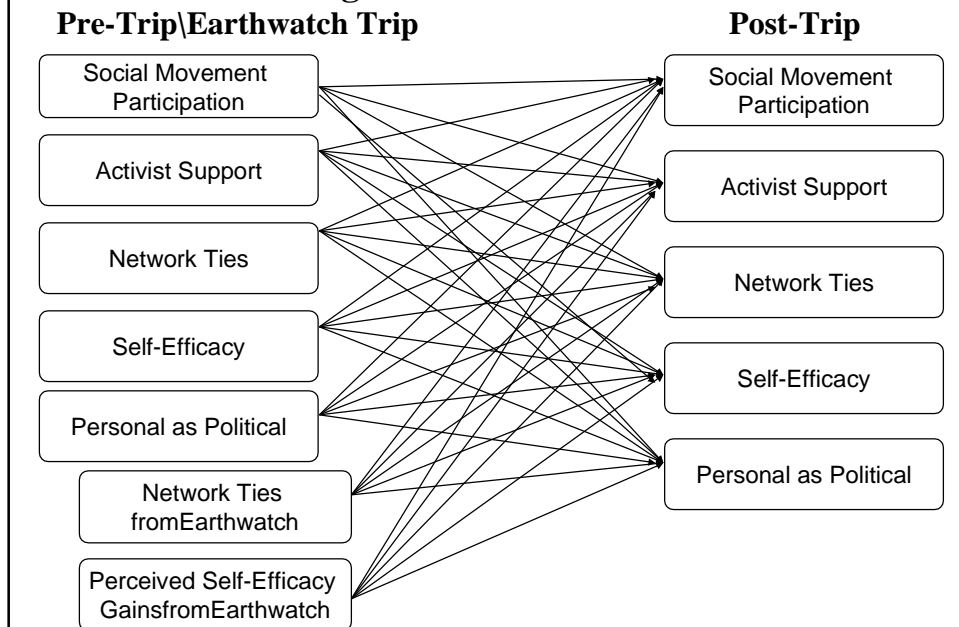 Pre-Trip\Earthwatch Trip
Post-Trip
Social Movement
Participation
Activist Support
Network Ties
Self-Efficacy
Personal as Political
Network Ties
fromEarthwatch
Perceived Self-Efficacy
GainsfromEarthwatch
Social Movement
Participation
Activist Support
Network Ties
Self-Efficacy
Personal as Political